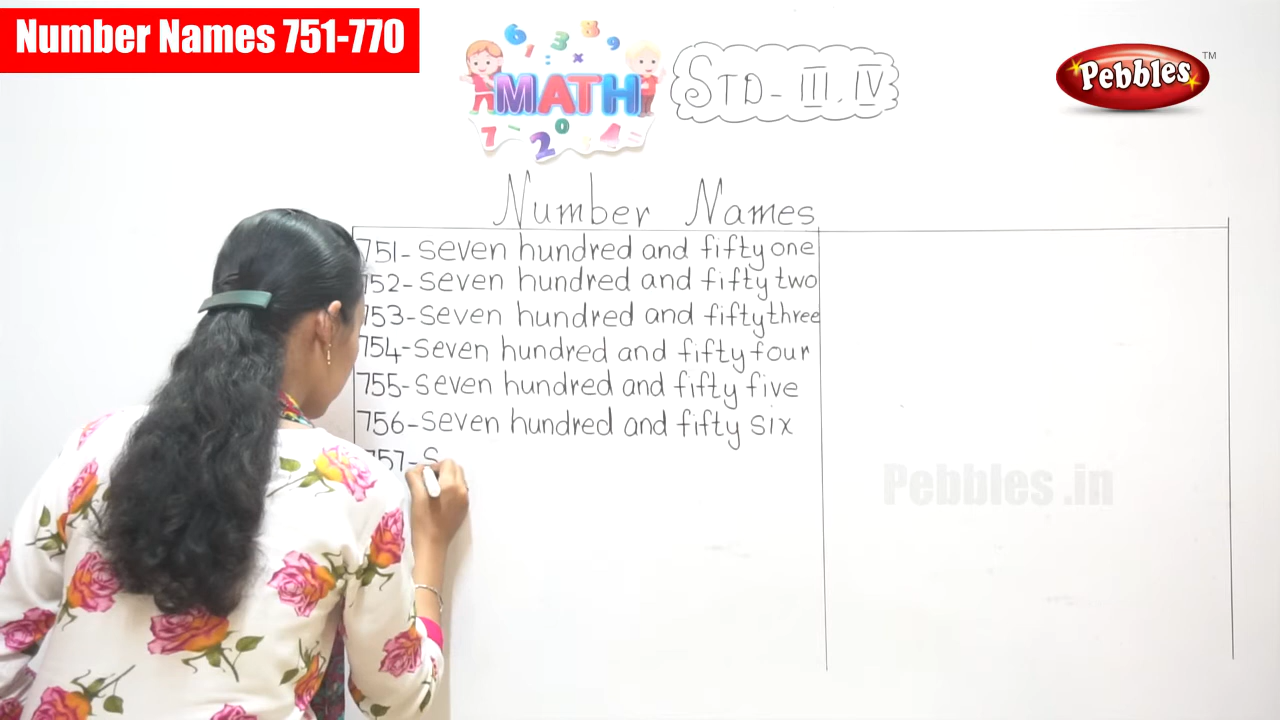 Number Names 751-770
MATH
STD - III, IV
Pebbles TM
Number Names
751- seven hundred and fifty one
752- seven hundred and fifty two
753- seven hundred and fifty three
754- seven hundred and fifty four
755- seven hundred and fifty five
756- seven hundred and fifty six
757- S
Pebbles .in